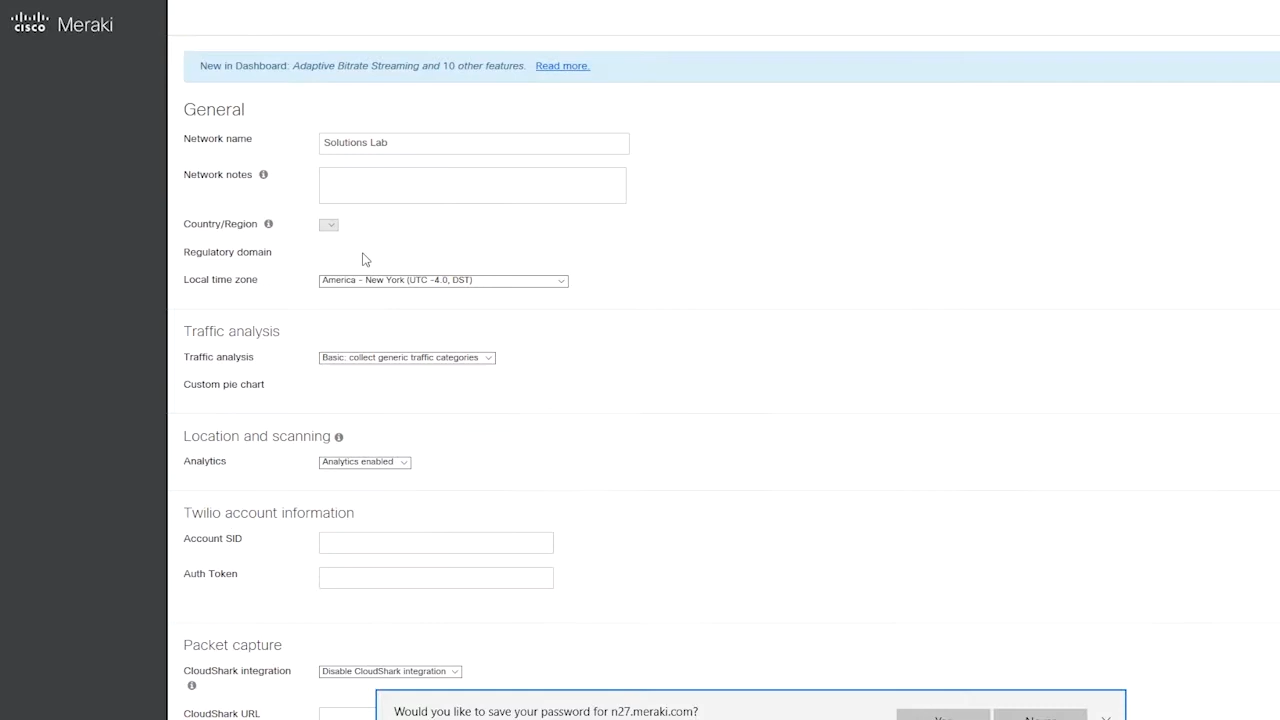 cisco Meraki
New in Dashboard: Adaptive Bitrate Streaming and 10 other features. Read more.
General
Network name
Solutions Lab
Network notes
Country/Region
Regulatory domain
Local time zone
America - New York (UTC -4.0, DST)
Traffic analysis
Traffic analysis
Basic: collect generic traffic categories
Custom pie chart
Location and scanning
Analytics
Analytics enabled
Twilio account information
Account SID
Auth Token
Packet capture
CloudShark integration
Disable CloudShark integration
CloudShark URL
Would you like to save your password for n27.meraki.com?